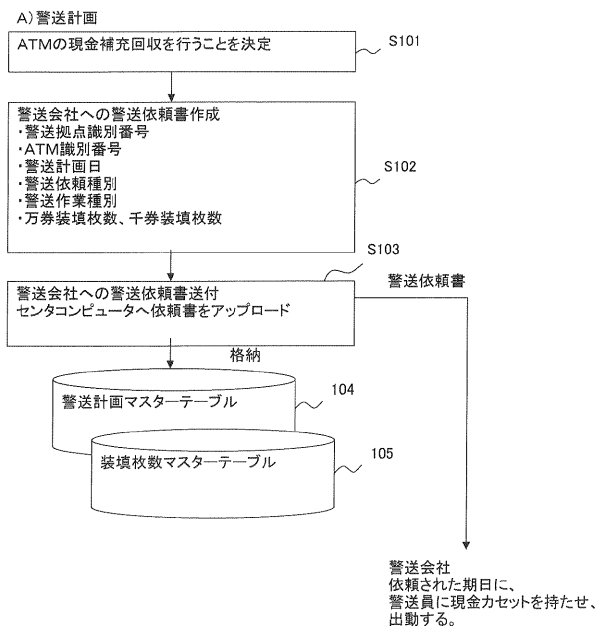 A)警送計画
ATMの現金補充回収を行うことを決定
S101
警送会社への警送依頼書作成
・警送拠点識別番号
・ATM識別番号
・警送計画日
・警送依頼種別
・警送作業種別
・万券装填枚数、千券装填枚数
S102
S103
警送会社への警送依頼書送付
センタコンピュータへ依頼書をアップロード
警送依頼書
格納
警送計画マスターテーブル
104
装填枚数マスターテーブル
105
警送会社
依頼された期日に、
警送員に現金カセットを持たせ、
出動する。